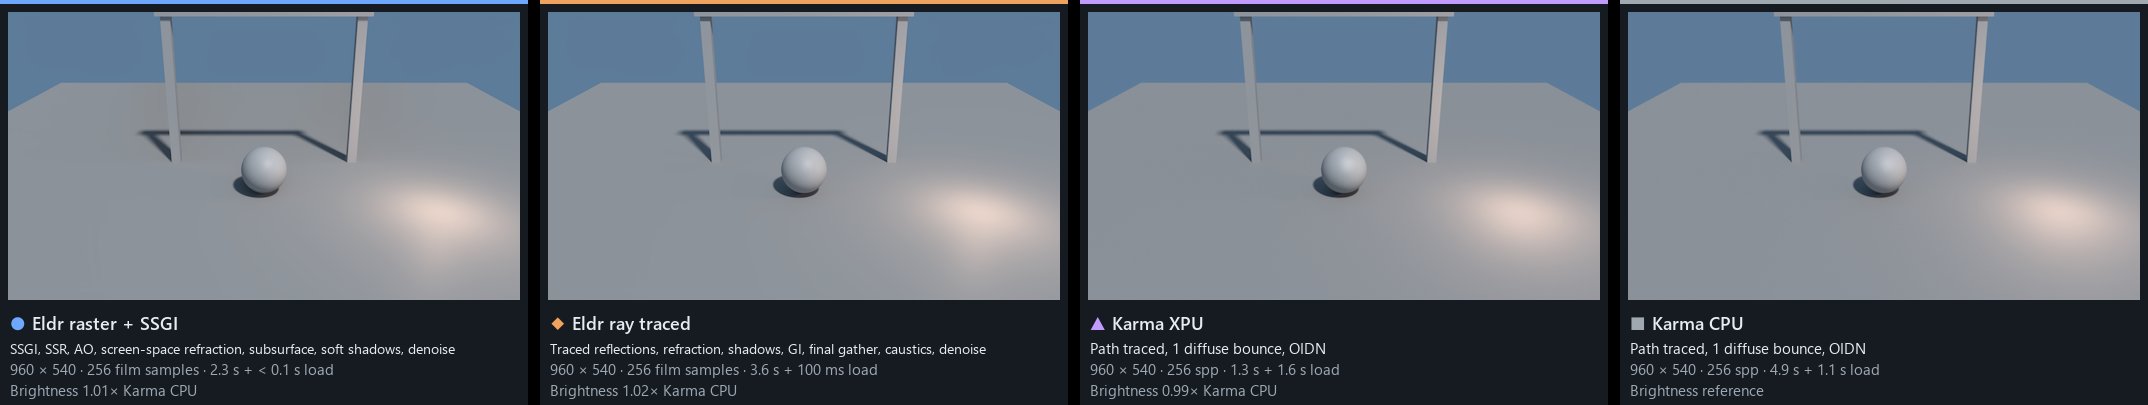 Eldr raster + SSGI
SSGI, SSR, AO, screen-space refraction, subsurface, soft shadows, denoise
960 × 540 · 256 film samples · 2.3 s + < 0.1 s load
Brightness 1.01× Karma CPU
Eldr ray traced
Traced reflections, refraction, shadows, GI, final gather, caustics, denoise
960 × 540 · 256 film samples · 3.6 s + 100 ms load
Brightness 1.02× Karma CPU
Karma XPU
Path traced, 1 diffuse bounce, OIDN
960 × 540 · 256 spp · 1.3 s + 1.6 s load
Brightness 0.99× Karma CPU
Karma CPU
Path traced, 1 diffuse bounce, OIDN
960 × 540 · 256 spp · 4.9 s + 1.1 s load
Brightness reference